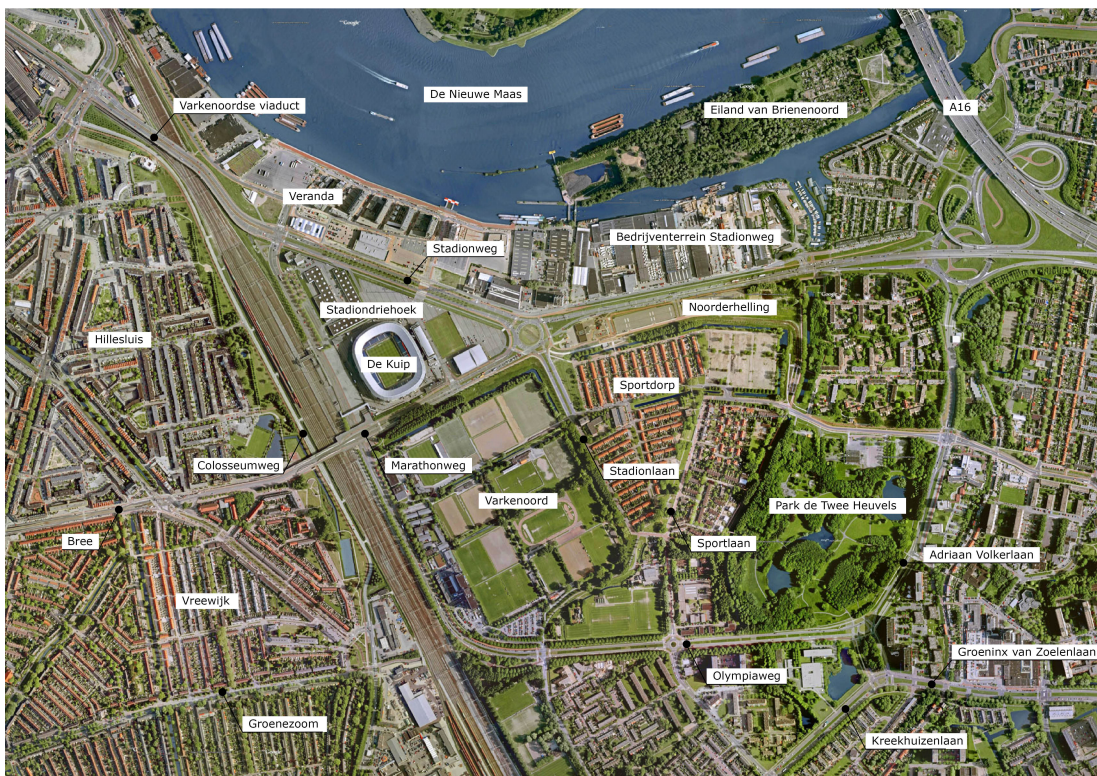 Google
De Nieuwe Maas
Varkenoordse viaduct
Eiland van Brienenoord
A16
Veranda
Bedrijventerrein Stadionweg
Stadionweg
Stadiondriehoek
Noorderhelling
Hillesluis
De Kuip
Sportdorp
Colosseumweg
Marathonweg
Stadionlaan
Varkenoord
Park de Twee Heuvels
Bree
Sportlaan
Adriaan Volkerlaan
Vreewijk
Groeninx van Zoelenlaan
Olympiaweg
Groenezoom
Kreekhuizenlaan